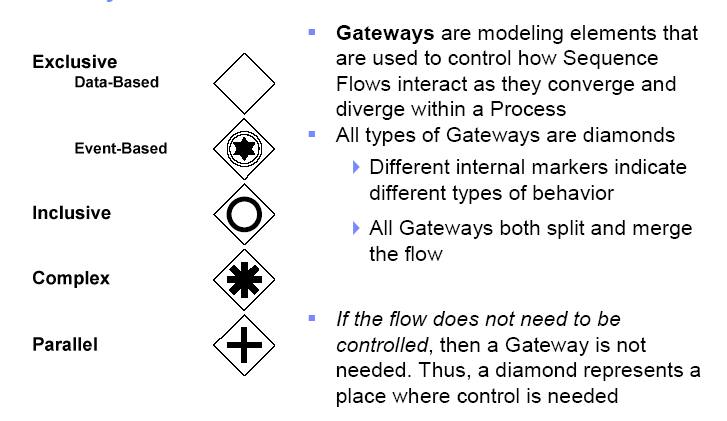 Exclusive
Data-Based
Event-Based
Inclusive
Complex
Parallel
Gateways are modeling elements that
are used to control how Sequence
Flows interact as they converge and
diverge within a Process
All types of Gateways are diamonds
Different internal markers indicate
different types of behavior
All Gateways both split and merge
the flow
If the flow does not need to be
controlled, then a Gateway is not
needed. Thus, a diamond represents a
place where control is needed